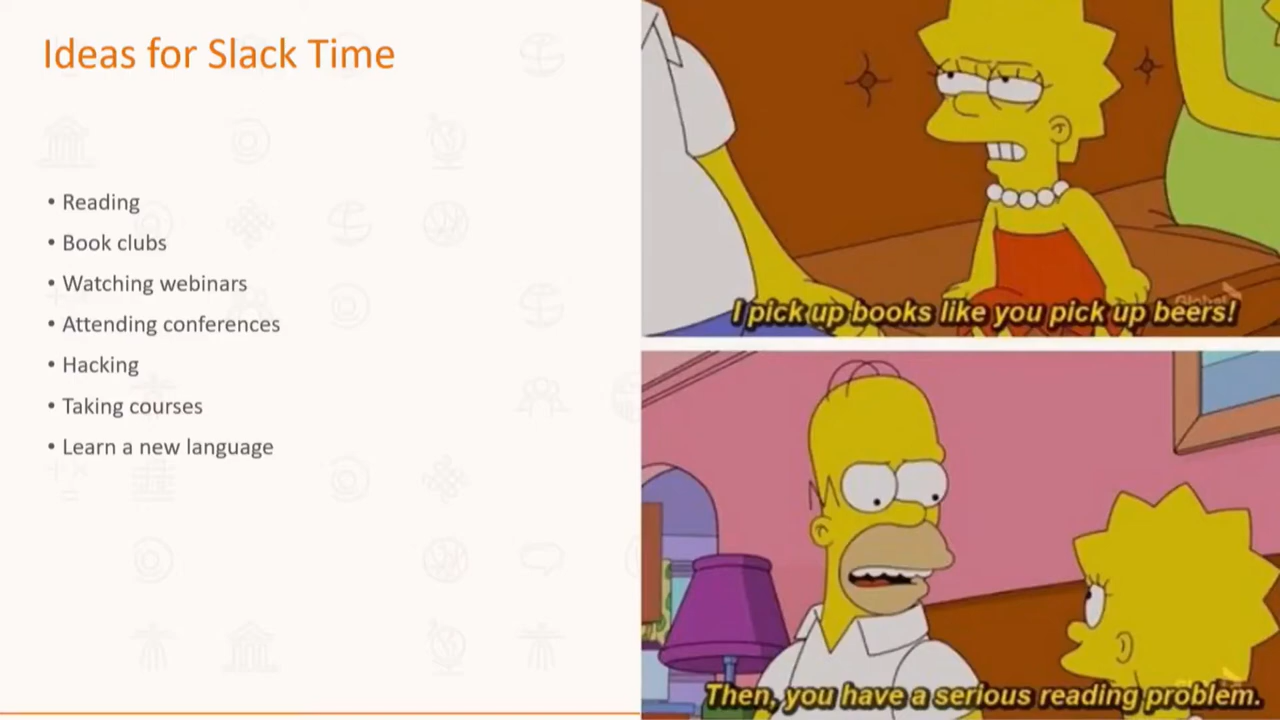 Ideas for Slack Time
• Reading
• Book clubs
• Watching webinars
• Attending conferences
• Hacking
• Taking courses
• Learn a new language
Global
I pick up books like you pick up beers!
Then, you have a serious reading problem.